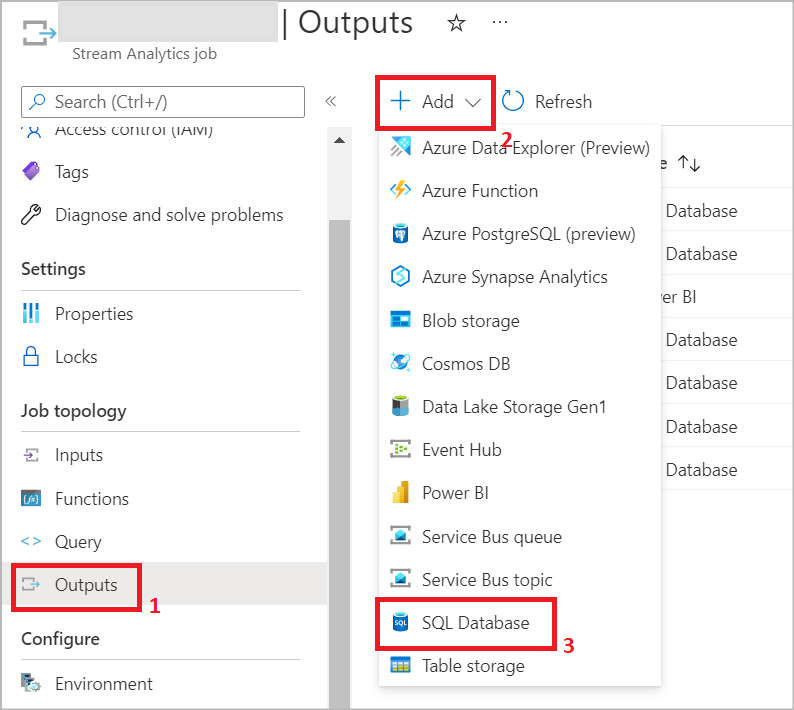 | Outputs
Stream Analytics job
Search (Ctrl+/)
Access control (IAM)
Tags
Diagnose and solve problems
Settings
Properties
Locks
Job topology
Inputs
Functions
Query
Outputs
1
Configure
Environment
Add
2
Refresh
Azure Data Explorer (Preview)
Azure Function
Azure PostgreSQL (preview)
Azure Synapse Analytics
Blob storage
Cosmos DB
Data Lake Storage Gen1
Event Hub
Power BI
Service Bus queue
Service Bus topic
SQL Database
3
Table storage
Database
Database
BI
Database
Database
Database
Database